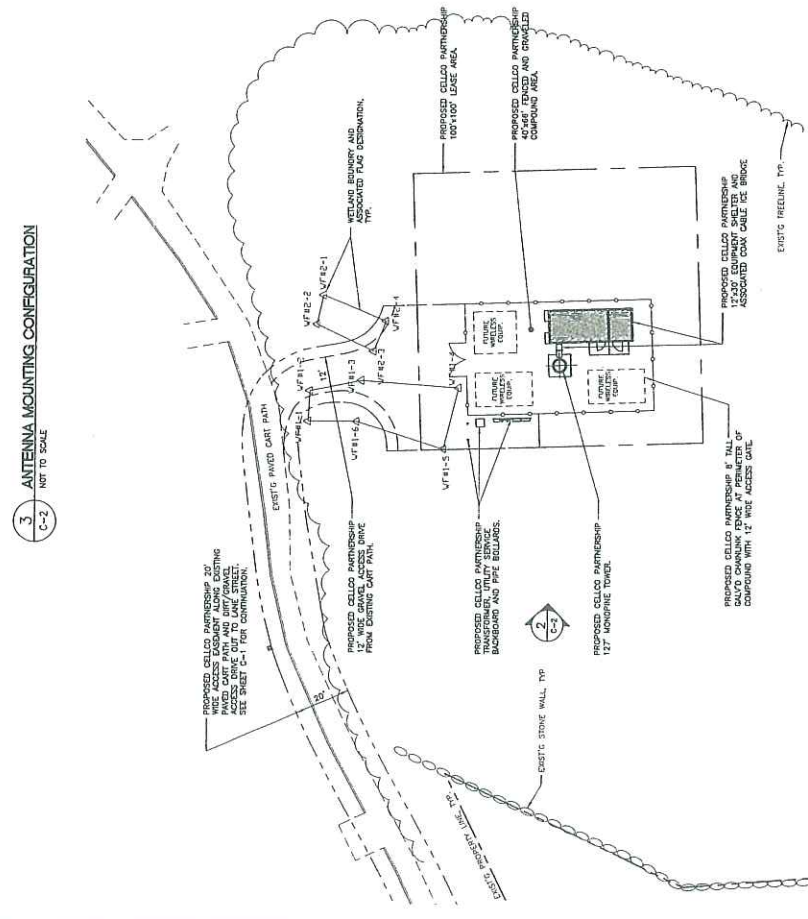 3
C-2
ANTENNA MOUNTING CONFIGURATION
NOT TO SCALE
PROPOSED CELLCO PARTNERSHIP 20'
WIDE ACCESS EASEMENT ALONG EXISTING
PAVED CART PATH AND DIRT/GRAVEL
ACCESS DRIVE OUT TO LANE STREET.
SEE SHEET C-1 FOR CONTINUATION.
20'
EXIST'G PAVED CART PATH
PROPOSED CELLCO PARTNERSHIP
12' WIDE GRAVEL ACCESS DRIVE
FROM EXISTING CART PATH.
12'
WF#1-1
WF#1-2
WF#1-3
WF#1-4
WF#1-5
WF#1-6
WF#2-1
WF#2-2
WF#2-3
WF#2-4
WETLAND BOUNDRY AND
ASSOCIATED FLAG DESIGNATION,
TYP.
PROPOSED CELLCO PARTNERSHIP
100'x100' LEASE AREA.
PROPOSED CELLCO PARTNERSHIP
40'x66' FENCED AND GRAVELED
COMPOUND AREA.
FUTURE
WIRELESS
EQUIP.
FUTURE
WIRELESS
EQUIP.
FUTURE
WIRELESS
EQUIP.
PROPOSED CELLCO PARTNERSHIP
TRANSFORMER, UTILITY SERVICE
BACKBOARD AND PIPE BOLLARDS.
2
C-2
PROPOSED CELLCO PARTNERSHIP
127' MONOPINE TOWER.
PROPOSED CELLCO PARTNERSHIP
12'x30' EQUIPMENT SHELTER AND
ASSOCIATED COAX CABLE ICE BRIDGE
PROPOSED CELLCO PARTNERSHIP 8' TALL
GALV'D CHAINLINK FENCE AT PERIMETER OF
COMPOUND WITH 12' WIDE ACCESS GATE.
EXIST'G TREELINE, TYP.
EXIST'G STONE WALL, TYP
EXIST'G PROPERTY LINE, TYP.